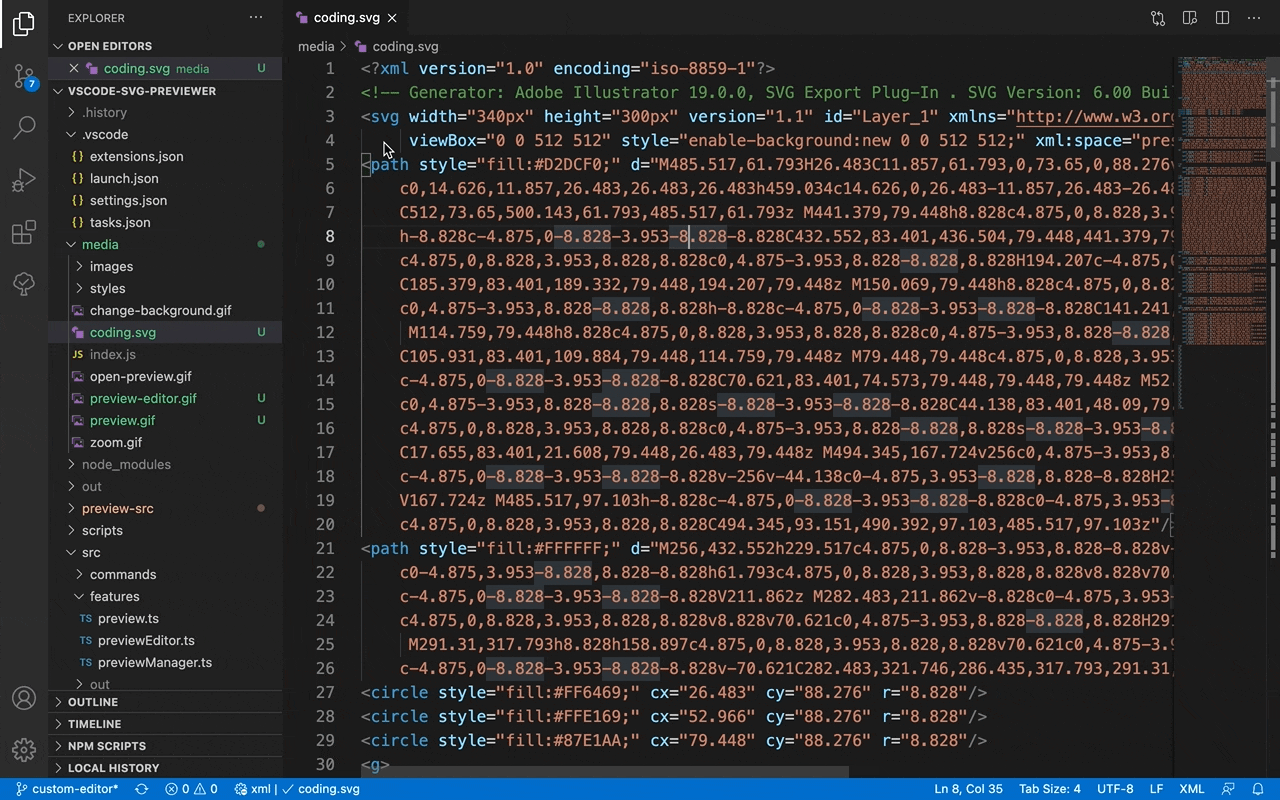 EXPLORER
OPEN EDITORS
coding.svg media U
VSCODE-SVG-PREVIEWER
.history
.vscode
{} extensions.json
{} launch.json
{} settings.json
{} tasks.json
media
images
styles
change-background.gif
coding.svg U
JS index.js
open-preview.gif
preview-editor.gif U
preview.gif U
zoom.gif
node_modules
out
preview-src
scripts
src
commands
features
TS preview.ts
TS previewEditor.ts
TS previewManager.ts
out
OUTLINE
TIMELINE
NPM SCRIPTS
LOCAL HISTORY
7
coding.svg
media > coding.svg
1 <?xml version="1.0" encoding="iso-8859-1"?>
2 <!-- Generator: Adobe Illustrator 19.0.0, SVG Export Plug-In . SVG Version: 6.00 Bui
3 <svg width="340px" height="300px" version="1.1" id="Layer_1" xmlns="http://www.w3.org
4 viewBox="0 0 512 512" style="enable-background:new 0 0 512 512;" xml:space="pres
5 <path style="fill:#D2DCF0;" d="M485.517,61.793H26.483C11.857,61.793,0,73.65,0,88.276v
6 c0,14.626,11.857,26.483,26.483,26.483h459.034c14.626,0,26.483-11.857,26.483-26.48
7 C512,73.65,500.143,61.793,485.517,61.793z M441.379,79.448h8.828c4.875,0,8.828,3.9
8 h-8.828c-4.875,0-8.828-3.953-8.828-8.828C432.552,83.401,436.504,79.448,441.379,79
9 c4.875,0,8.828,3.953,8.828,8.828c0,4.875-3.953,8.828-8.828,8.828H194.207c-4.875,0
10 C185.379,83.401,189.332,79.448,194.207,79.448z M150.069,79.448h8.828c4.875,0,8.82
11 c0,4.875-3.953,8.828-8.828,8.828h-8.828c-4.875,0-8.828-3.953-8.828-8.828C141.241,
12 M114.759,79.448h8.828c4.875,0,8.828,3.953,8.828,8.828c0,4.875-3.953,8.828-8.828,
13 C105.931,83.401,109.884,79.448,114.759,79.448z M79.448,79.448c4.875,0,8.828,3.953
14 c-4.875,0-8.828-3.953-8.828-8.828C70.621,83.401,74.573,79.448,79.448,79.448z M52.
15 c0,4.875-3.953,8.828-8.828,8.828s-8.828-3.953-8.828-8.828C44.138,83.401,48.09,79.
16 c4.875,0,8.828,3.953,8.828,8.828c0,4.875-3.953,8.828-8.828,8.828s-8.828-3.953-8.8
17 C17.655,83.401,21.608,79.448,26.483,79.448z M494.345,167.724v256c0,4.875-3.953,8.
18 c-4.875,0-8.828-3.953-8.828-8.828v-256v-44.138c0-4.875,3.953-8.828,8.828-8.828H25
19 V167.724z M485.517,97.103h-8.828c-4.875,0-8.828-3.953-8.828-8.828c0-4.875,3.953-8
20 c4.875,0,8.828,3.953,8.828,8.828C494.345,93.151,490.392,97.103,485.517,97.103z"/
21 <path style="fill:#FFFFFF;" d="M256,432.552h229.517c4.875,0,8.828-3.953,8.828-8.828v-
22 c0-4.875,3.953-8.828,8.828-8.828h61.793c4.875,0,8.828,3.953,8.828,8.828v8.828v70.
23 c-4.875,0-8.828-3.953-8.828-8.828V211.862z M282.483,211.862v-8.828c0-4.875,3.953-
24 c4.875,0,8.828,3.953,8.828,8.828v8.828v70.621c0,4.875-3.953,8.828-8.828,8.828H291
25 M291.31,317.793h8.828h158.897c4.875,0,8.828,3.953,8.828,8.828v70.621c0,4.875-3.9
26 c-4.875,0-8.828-3.953-8.828-8.828v-70.621C282.483,321.746,286.435,317.793,291.31,
27 <circle style="fill:#FF6469;" cx="26.483" cy="88.276" r="8.828"/>
28 <circle style="fill:#FFE169;" cx="52.966" cy="88.276" r="8.828"/>
29 <circle style="fill:#87E1AA;" cx="79.448" cy="88.276" r="8.828"/>
30 <g>
custom-editor* 0 0 xml | ✓ coding.svg Ln 8, Col 35 Tab Size: 4 UTF-8 LF XML